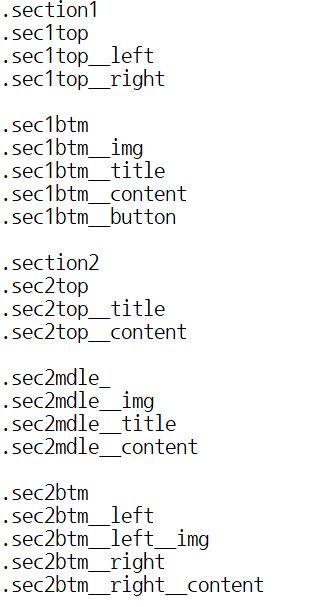 .section1
.sec1top
.sec1top__left
.sec1top__right
.sec1btm
.sec1btm__img
.sec1btm__title
.sec1btm__content
.sec1btm__button
.section2
.sec2top
.sec2top__title
.sec2top__content
.sec2mdle_
.sec2mdle__img
.sec2mdle__title
.sec2mdle__content
.sec2btm
.sec2btm__left
.sec2btm__left__img
.sec2btm__right
.sec2btm__right__content